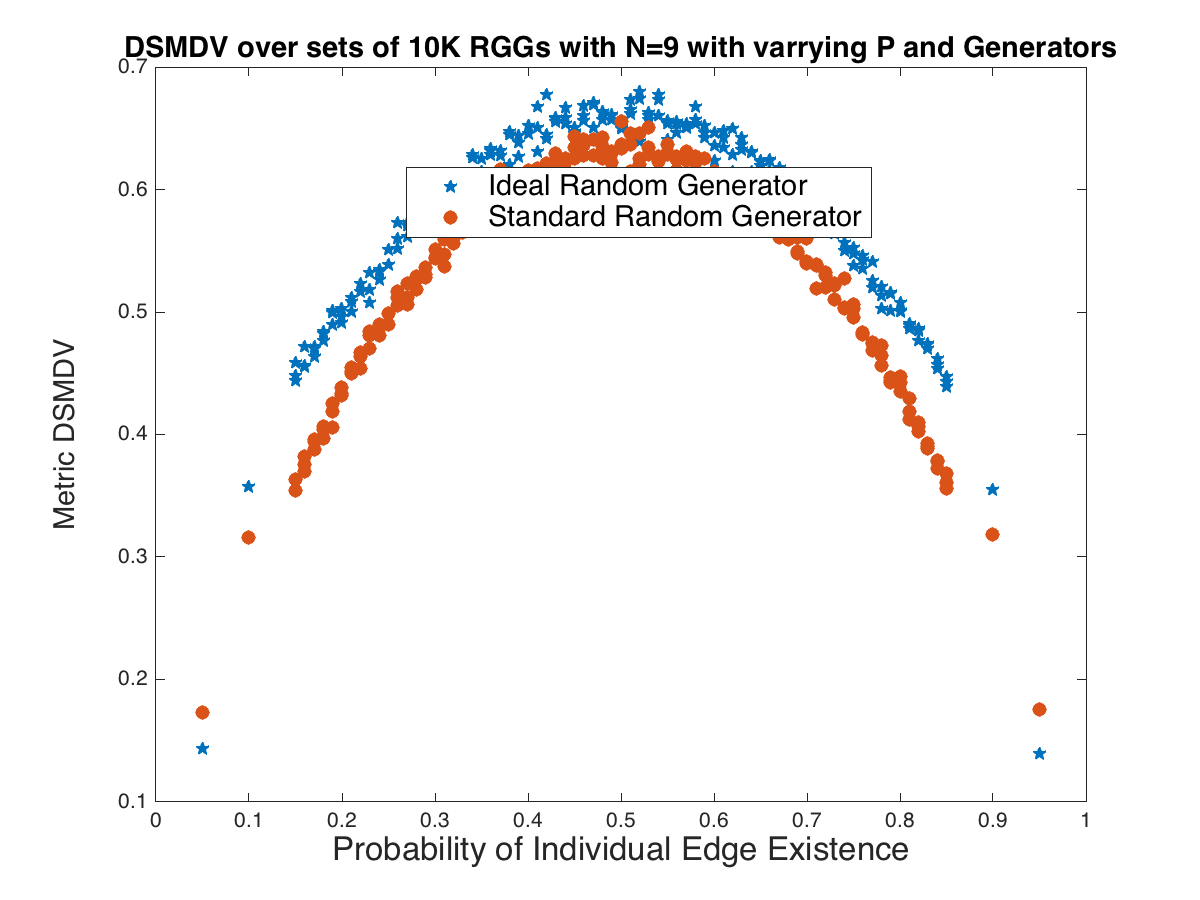 DSMDV over sets of 10K RGGs with N=9 with varrying P and Generators
0.7
0.6
0.5
0.4
0.3
0.2
0.1
Metric DSMDV
Ideal Random Generator
Standard Random Generator
0 0.1 0.2 0.3 0.4 0.5 0.6 0.7 0.8 0.9 1
Probability of Individual Edge Existence